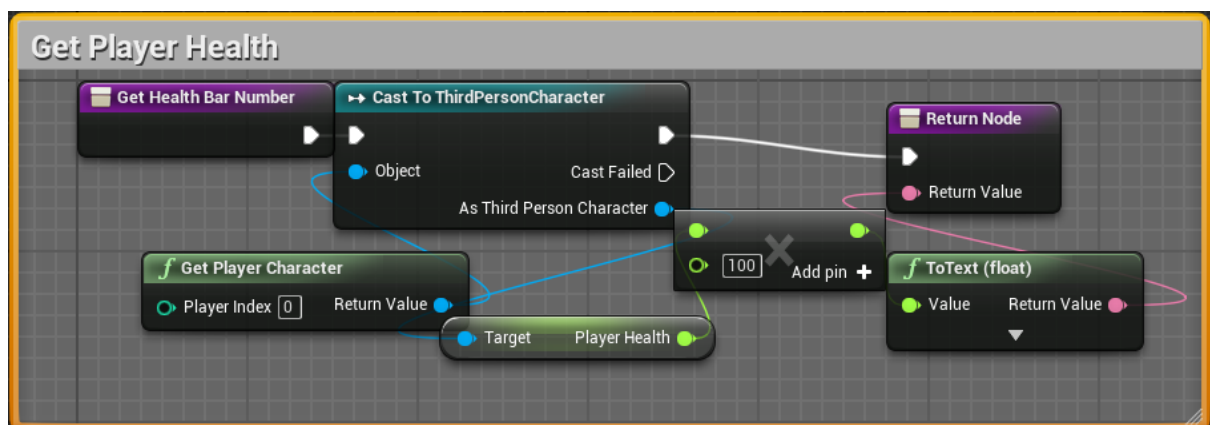 Get Player Health
Get Health Bar Number
Cast To ThirdPersonCharacter
Object
Cast Failed
As Third Person Character
Return Node
Return Value
f Get Player Character
Player Index 0
Return Value
Target
Player Health
100
Add pin +
f ToText (float)
Value
Return Value